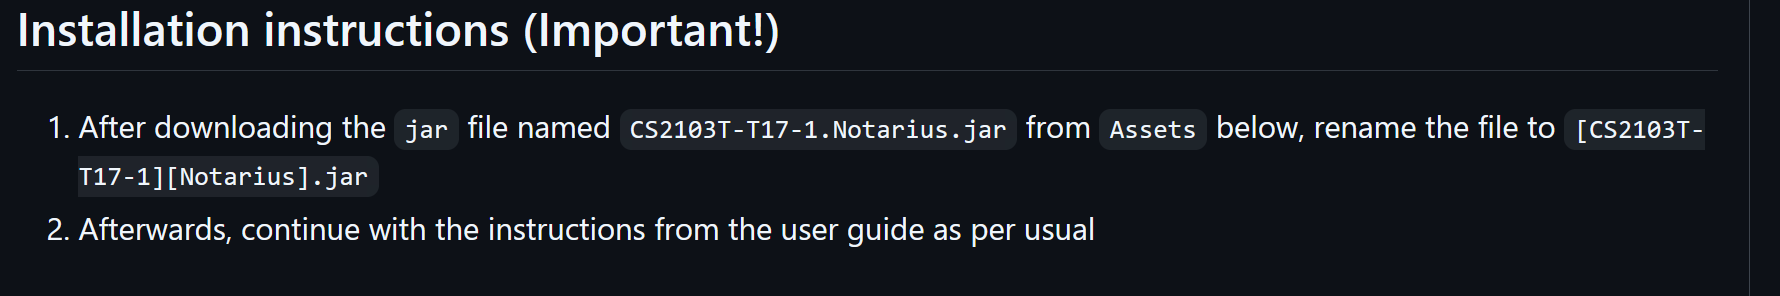 Installation instructions (Important!)
1. After downloading the jar file named CS2103T-T17-1.Notarius.jar from Assets below, rename the file to [CS2103T-
T17-1][Notarius].jar
2. Afterwards, continue with the instructions from the user guide as per usual